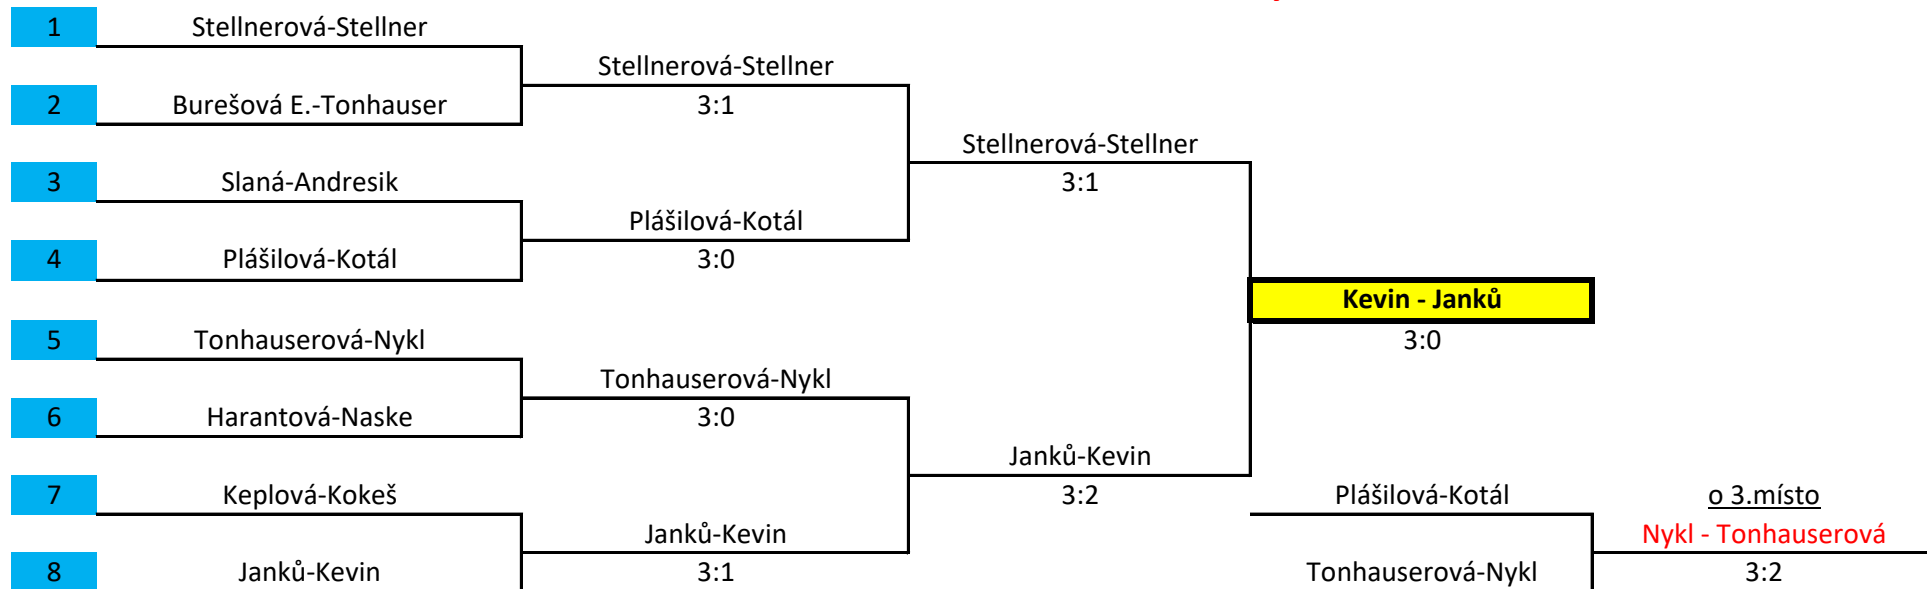 1 Stellnerová-Stellner
Stellnerová-Stellner
2 Burešová E.-Tonhauser 3:1
Stellnerová-Stellner
3 Slaná-Andresik 3:1
Plášilová-Kotál
4 Plášilová-Kotál 3:0
Kevin - Janků
5 Tonhauserová-Nykl 3:0
Tonhauserová-Nykl
6 Harantová-Naske 3:0
Janků-Kevin
7 Keplová-Kokeš 3:2 Plášilová-Kotál o 3.místo
Janků-Kevin Nykl - Tonhauserová
8 Janků-Kevin 3:1 Tonhauserová-Nykl 3:2